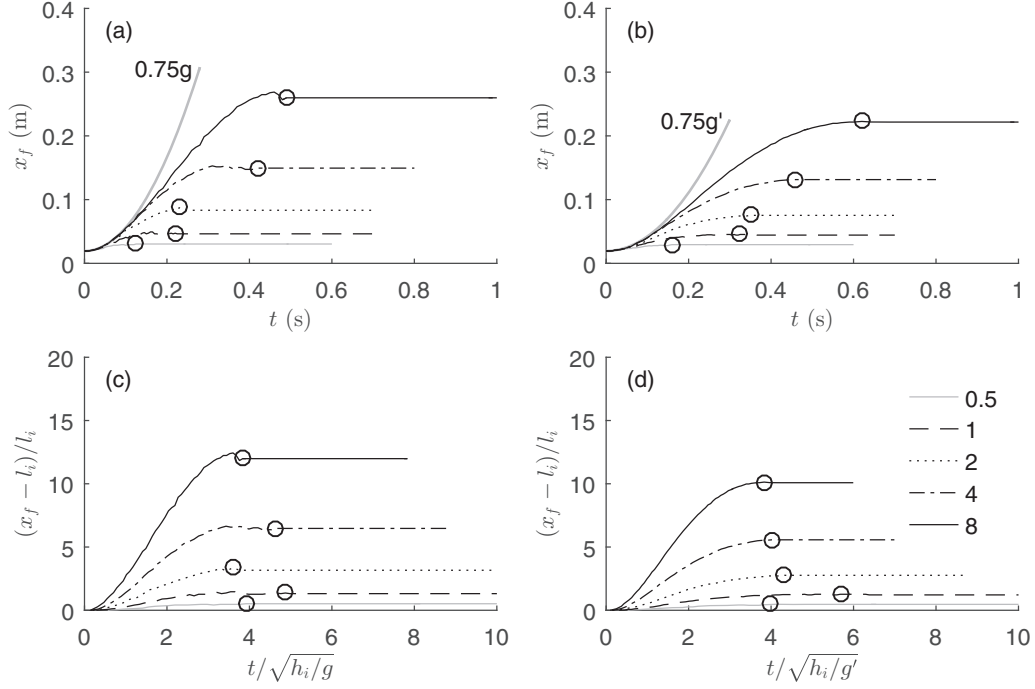 (a)
0.75g
x_f (m)
0.4
0.3
0.2
0.1
0
0 0.2 0.4 0.6 0.8 1
t (s)
(b)
0.75g'
x_f (m)
0.4
0.3
0.2
0.1
0
0 0.2 0.4 0.6 0.8 1
t (s)
(c)
(x_f − l_i)/l_i
20
15
10
5
0
0 2 4 6 8 10
t/√(h_i/g)
(d)
(x_f − l_i)/l_i
20
15
10
5
0
0 2 4 6 8 10
t/√(h_i/g')
0.5
1
2
4
8